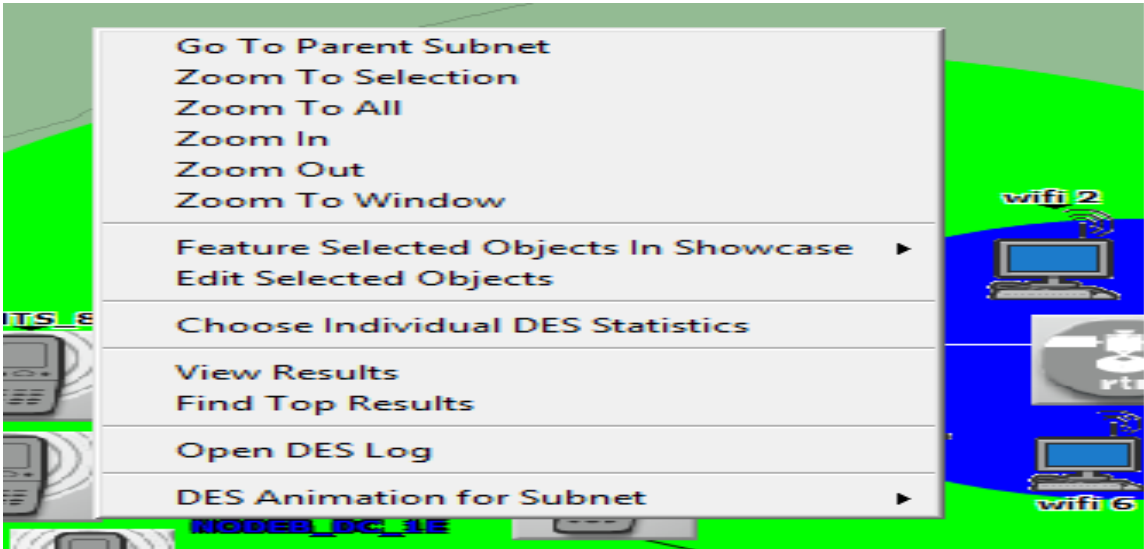 Go To Parent Subnet
Zoom To Selection
Zoom To All
Zoom In
Zoom Out
Zoom To Window
wifi 2
Feature Selected Objects In Showcase
Edit Selected Objects
Choose Individual DES Statistics
View Results
Find Top Results
Open DES Log
DES Animation for Subnet
wifi 6
NODEB_DC_1E